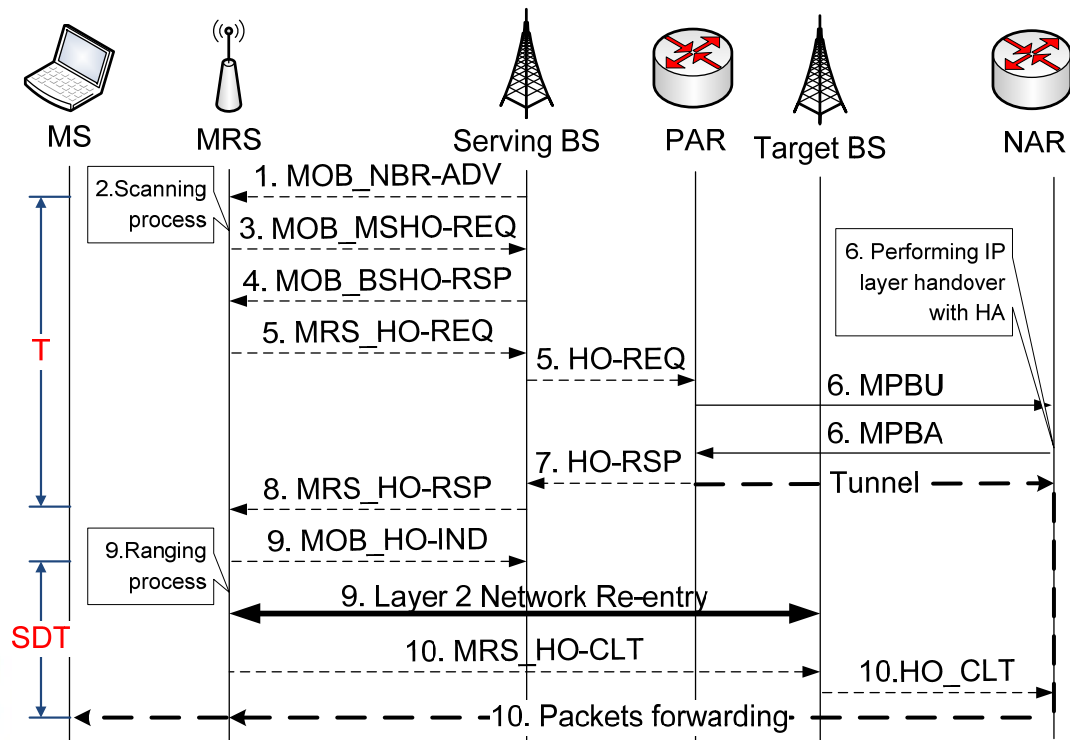 MS
MRS
Serving BS
PAR
Target BS
NAR
1. MOB_NBR-ADV
2.Scanning
process
3. MOB_MSHO-REQ
4. MOB_BSHO-RSP
6. Performing IP
layer handover
with HA
5. MRS_HO-REQ
T
5. HO-REQ
6. MPBU
6. MPBA
7. HO-RSP
Tunnel
8. MRS_HO-RSP
9. MOB_HO-IND
9.Ranging
process
9. Layer 2 Network Re-entry
SDT
10. MRS_HO-CLT
10.HO_CLT
10. Packets forwarding